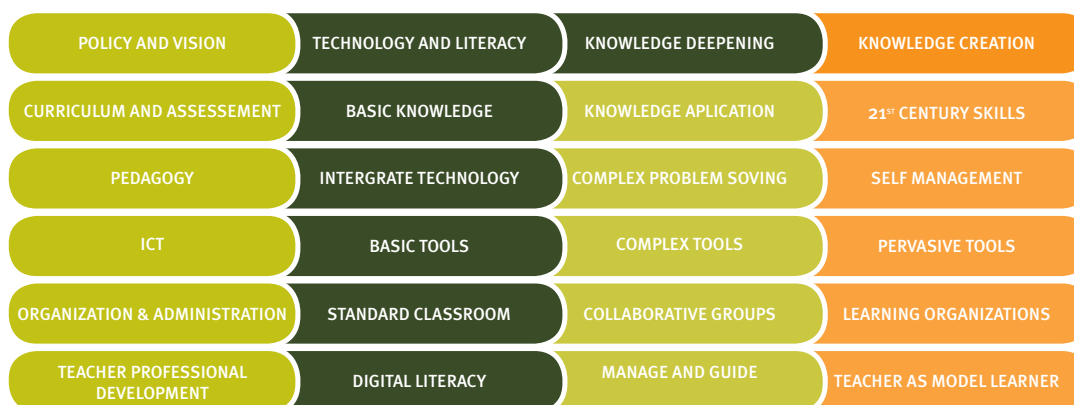 POLICY AND VISION
TECHNOLOGY AND LITERACY
KNOWLEDGE DEEPENING
KNOWLEDGE CREATION
CURRICULUM AND ASSESSEMENT
BASIC KNOWLEDGE
KNOWLEDGE APLICATION
21ST CENTURY SKILLS
PEDAGOGY
INTERGRATE TECHNOLOGY
COMPLEX PROBLEM SOVING
SELF MANAGEMENT
ICT
BASIC TOOLS
COMPLEX TOOLS
PERVASIVE TOOLS
ORGANIZATION & ADMINISTRATION
STANDARD CLASSROOM
COLLABORATIVE GROUPS
LEARNING ORGANIZATIONS
TEACHER PROFESSIONAL
DEVELOPMENT
DIGITAL LITERACY
MANAGE AND GUIDE
TEACHER AS MODEL LEARNER